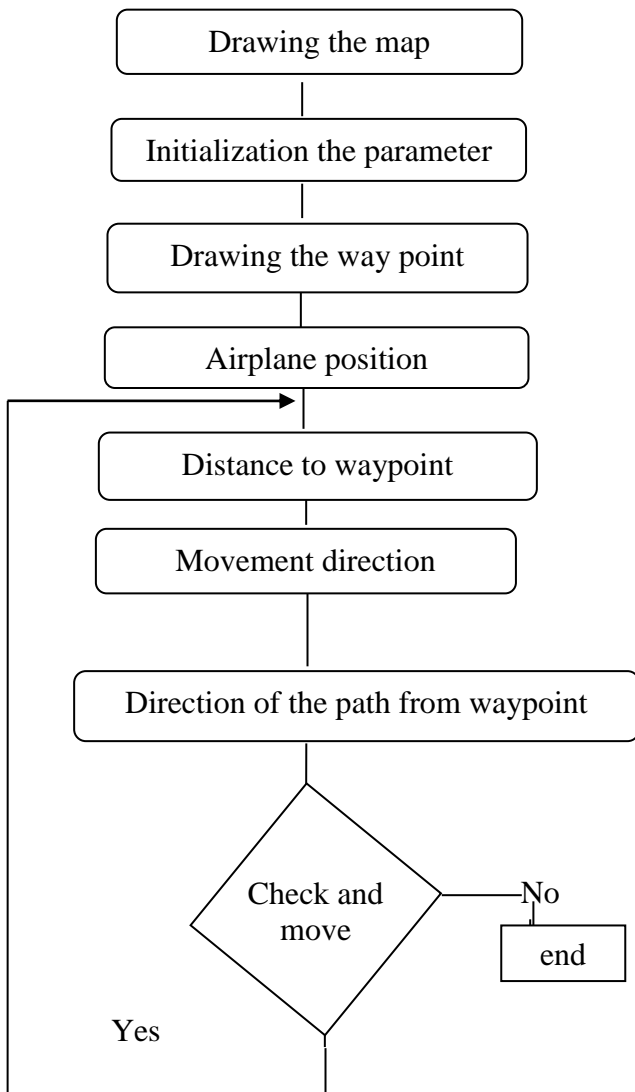 Drawing the map
Initialization the parameter
Drawing the way point
Airplane position
Distance to waypoint
Movement direction
Direction of the path from waypoint
Check and
move
No
end
Yes